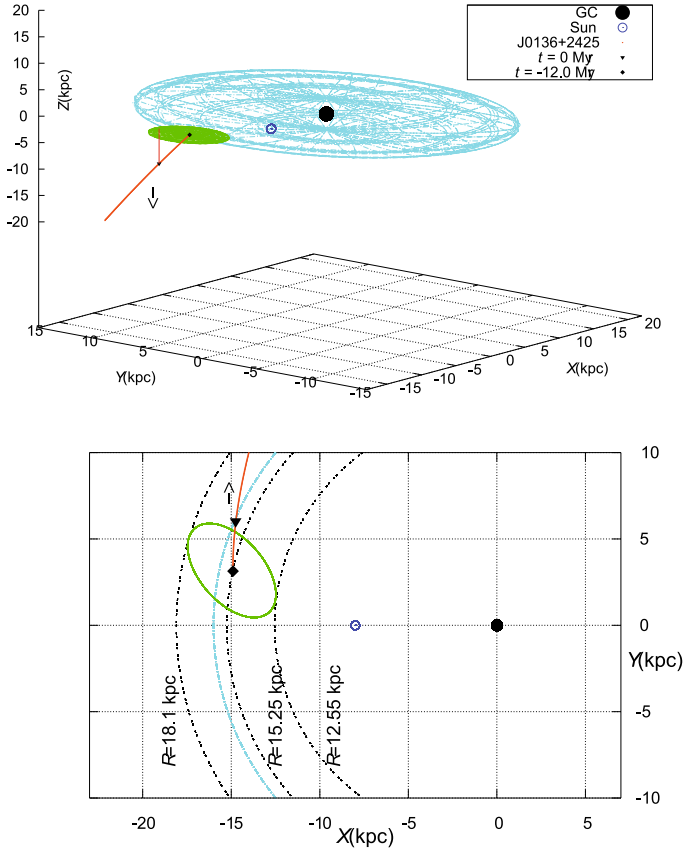 GC
Sun
J0136+2425
t = 0 My
t = -12.0 My
20
15
10
5
0
-5
-10
-15
-20
Z(kpc)
15
10
5
0
-5
-10
-15
Y(kpc)
-15
-10
-5
0
5
10
15
20
X(kpc)
10
5
0
-5
-10
Y(kpc)
R=18.1 kpc
R=15.25 kpc
R=12.55 kpc
-20
-15
-10
-5
0
5
X(kpc)